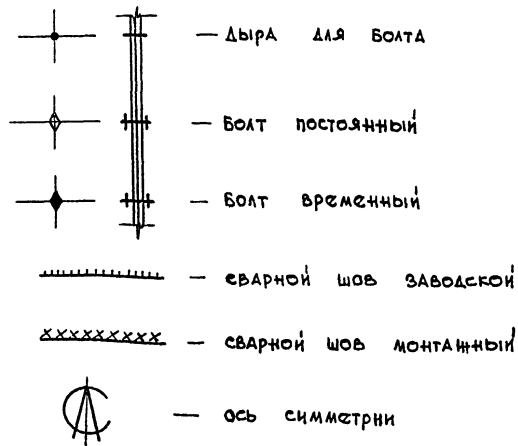 — ДЫРА ДЛЯ БОЛТА
— БОЛТ ПОСТОЯННЫЙ
— БОЛТ ВРЕМЕННЫЙ
— СВАРНОЙ ШОВ ЗАВОДСКОЙ
— СВАРНОЙ ШОВ МОНТАЖНЫЙ
— ОСЬ СИММЕТРИИ